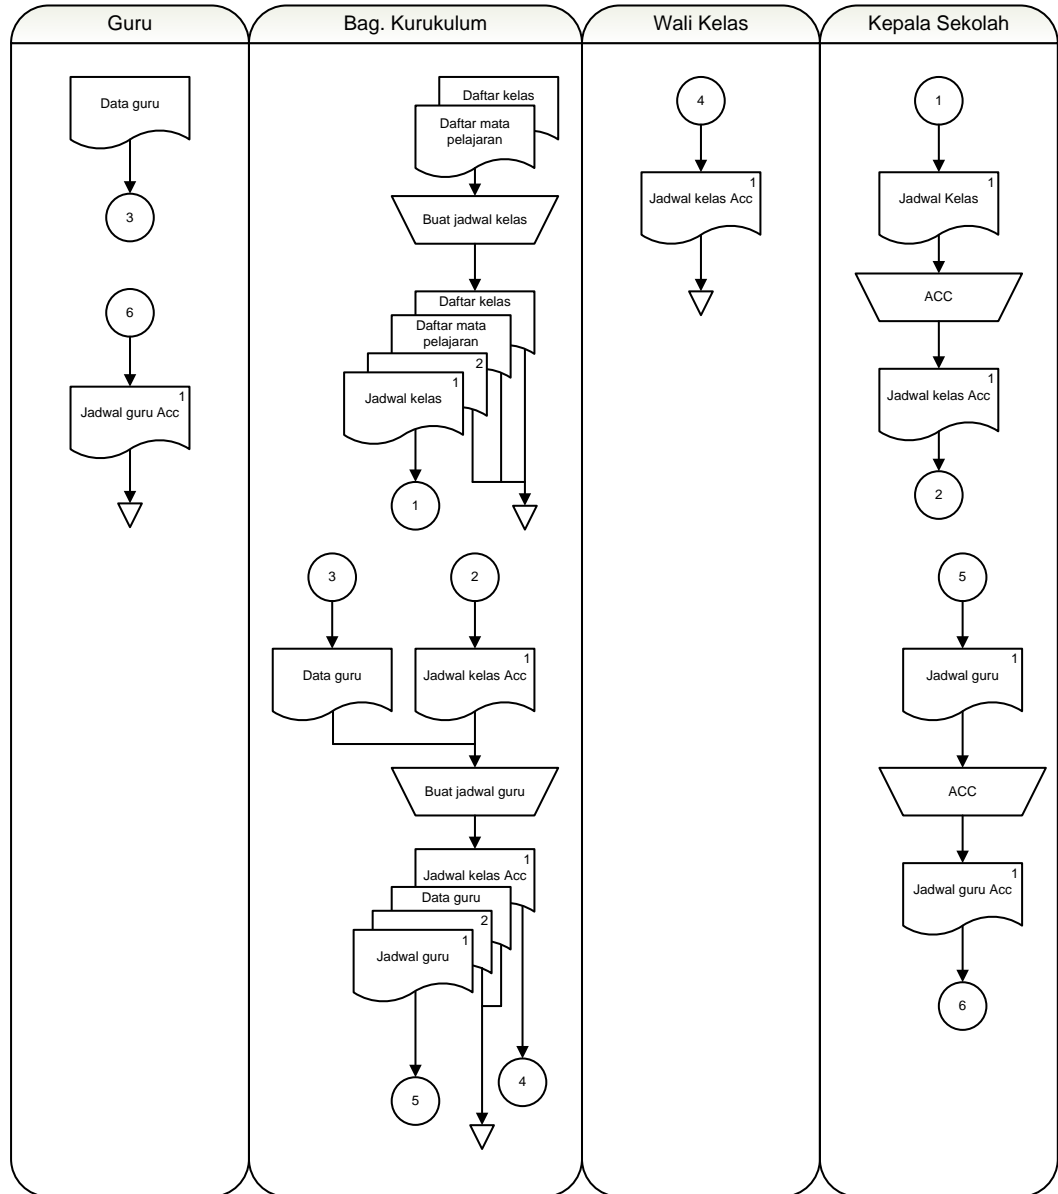 Guru
Bag. Kurukulum
Wali Kelas
Kepala Sekolah
Data guru
3
6
1
Jadwal guru Acc
Daftar kelas
Daftar mata
pelajaran
Buat jadwal kelas
Daftar kelas
Daftar mata
pelajaran
2
1
Jadwal kelas
1
3
2
Data guru
1
Jadwal kelas Acc
Buat jadwal guru
1
Jadwal kelas Acc
Data guru
2
1
Jadwal guru
5
4
4
1
Jadwal kelas Acc
1
1
Jadwal Kelas
ACC
1
Jadwal kelas Acc
2
5
1
Jadwal guru
ACC
1
Jadwal guru Acc
6